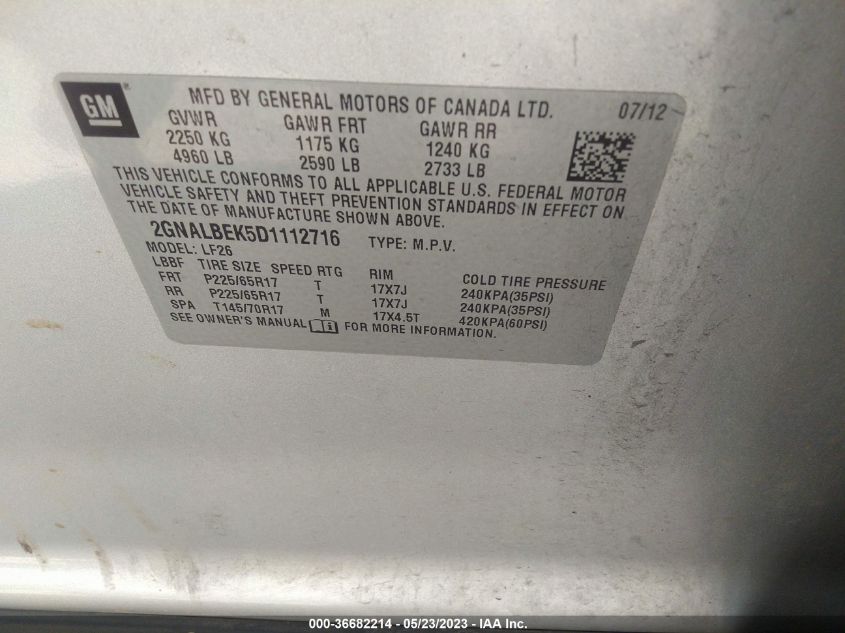 GM
MFD BY GENERAL MOTORS OF CANADA LTD. 07/12
GVWR GAWR FRT GAWR RR
2250 KG 1175 KG 1240 KG
4960 LB 2590 LB 2733 LB
THIS VEHICLE CONFORMS TO ALL APPLICABLE U.S. FEDERAL MOTOR
VEHICLE SAFETY AND THEFT PREVENTION STANDARDS IN EFFECT ON
THE DATE OF MANUFACTURE SHOWN ABOVE.
2GNALBEK5D1112716 TYPE: M.P.V.
MODEL: LF26
LBBF TIRE SIZE SPEED RTG RIM COLD TIRE PRESSURE
FRT P225/65R17 T 17X7J 240KPA(35PSI)
RR P225/65R17 T 17X7J 240KPA(35PSI)
SPA T145/70R17 M 17X4.5T 420KPA(60PSI)
SEE OWNER'S MANUAL FOR MORE INFORMATION.
000-36682214 - 05/23/2023 - IAA Inc.